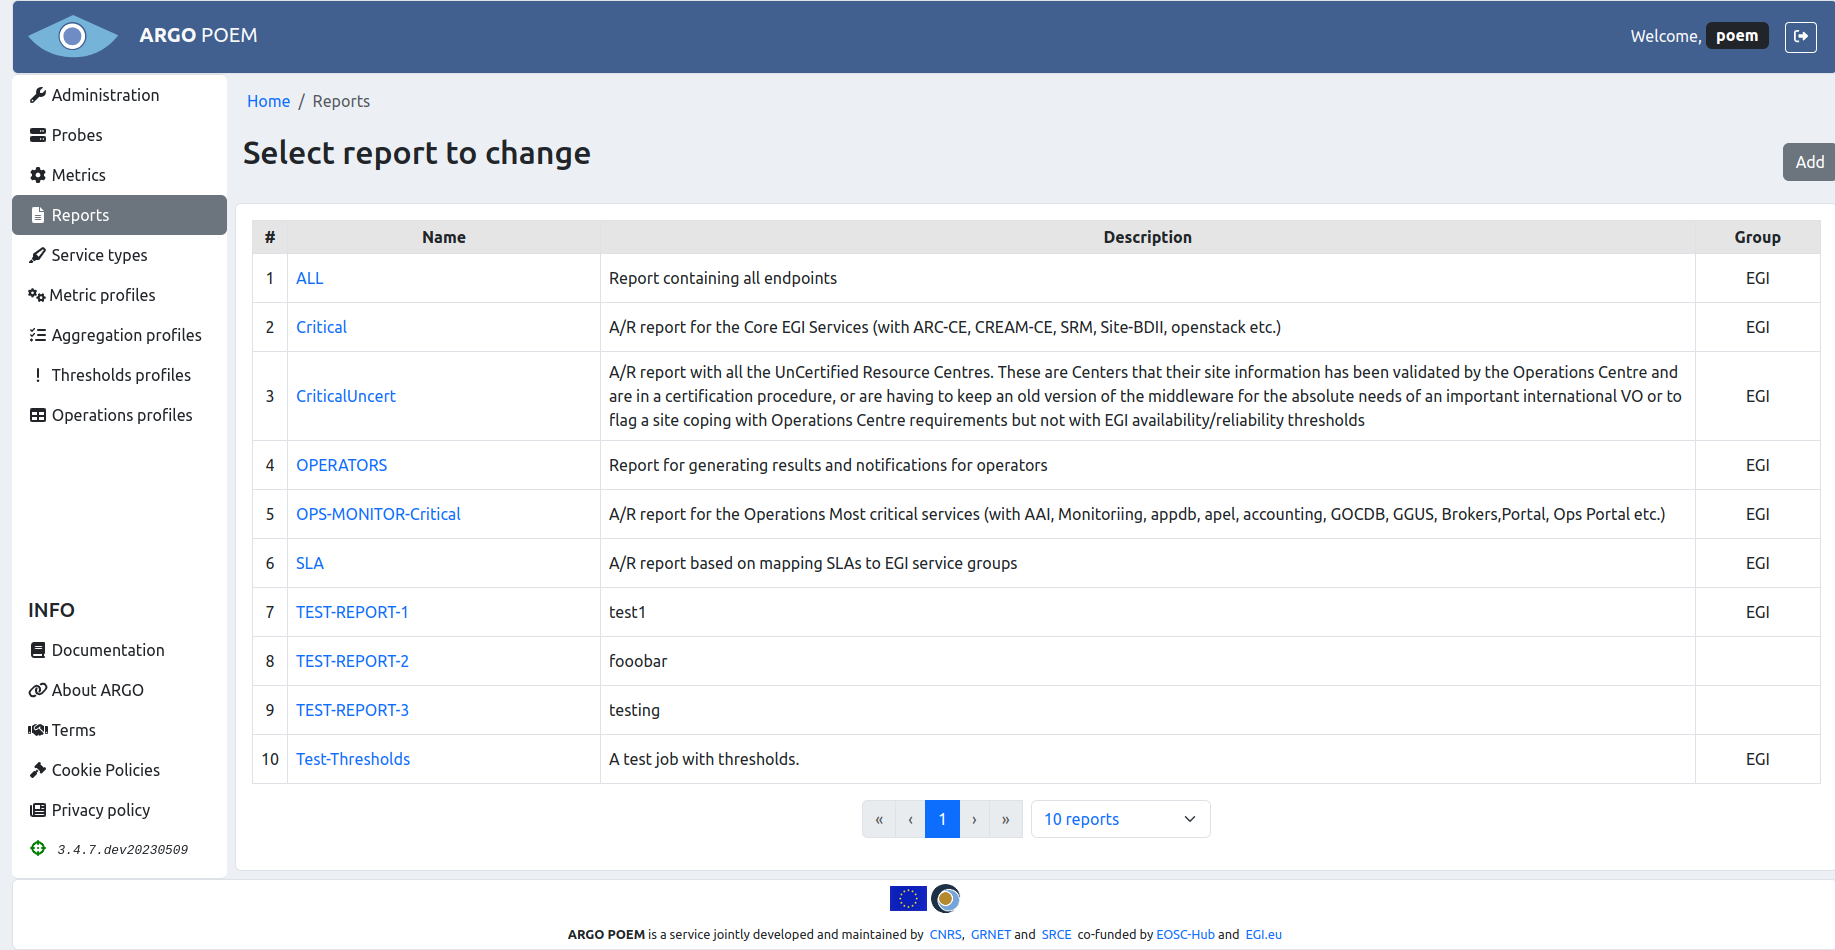 ARGO POEM
Welcome, poem
Administration
Probes
Metrics
Reports
Service types
Metric profiles
Aggregation profiles
Thresholds profiles
Operations profiles
INFO
Documentation
About ARGO
Terms
Cookie Policies
Privacy policy
3.4.7.dev20230509
Home / Reports
Select report to change
Add
# Name Description Group
1 ALL Report containing all endpoints EGI
2 Critical A/R report for the Core EGI Services (with ARC-CE, CREAM-CE, SRM, Site-BDII, openstack etc.) EGI
3 CriticalUncert A/R report with all the UnCertified Resource Centres. These are Centers that their site information has been validated by the Operations Centre and
are in a certification procedure, or are having to keep an old version of the middleware for the absolute needs of an important international VO or to
flag a site coping with Operations Centre requirements but not with EGI availability/reliability thresholds EGI
4 OPERATORS Report for generating results and notifications for operators EGI
5 OPS-MONITOR-Critical A/R report for the Operations Most critical services (with AAI, Monitoriing, appdb, apel, accounting, GOCDB, GGUS, Brokers,Portal, Ops Portal etc.) EGI
6 SLA A/R report based on mapping SLAs to EGI service groups EGI
7 TEST-REPORT-1 test1 EGI
8 TEST-REPORT-2 fooobar
9 TEST-REPORT-3 testing
10 Test-Thresholds A test job with thresholds. EGI
« ‹ 1 › » 10 reports
ARGO POEM is a service jointly developed and maintained by CNRS, GRNET and SRCE co-funded by EOSC-Hub and EGI.eu